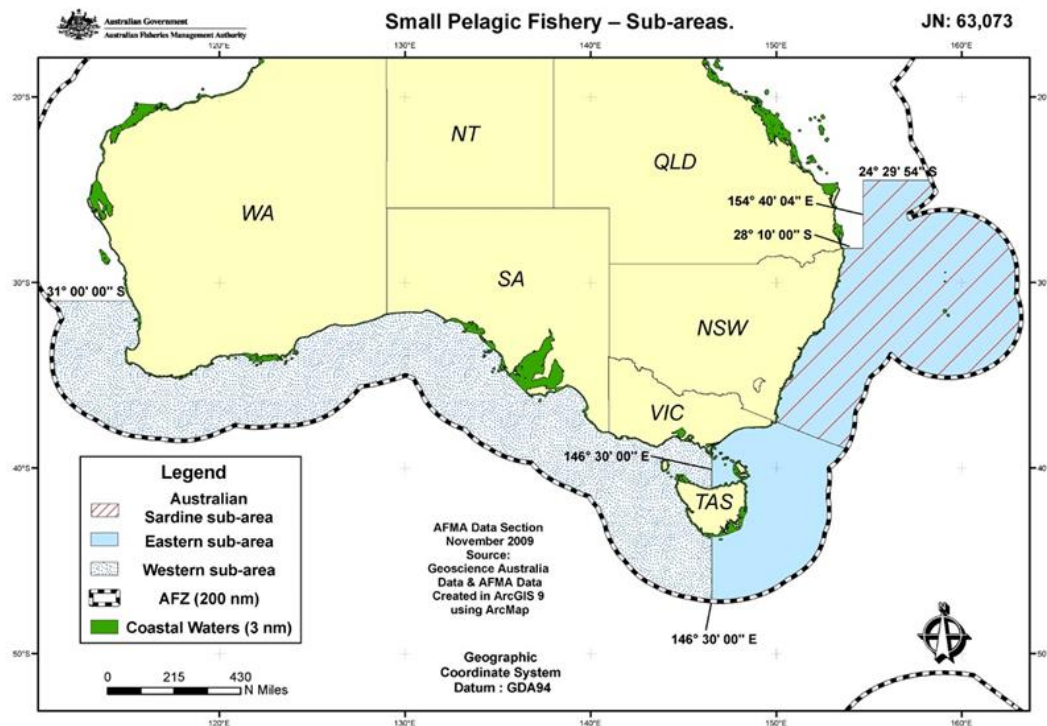 Australian Government
Australian Fisheries Management Authority
Small Pelagic Fishery – Sub-areas.
JN: 63,073
120°E
130°E
140°E
150°E
160°E
20°S
20°
NT
QLD
24° 29' 54" S
154° 40' 04" E
WA
28° 10' 00" S
SA
30°S
30°
31° 00' 00" S
NSW
VIC
146° 30' 00" E
40°S
40°
TAS
Legend
Australian
Sardine sub-area
Eastern sub-area
Western sub-area
AFZ (200 nm)
Coastal Waters (3 nm)
AFMA Data Section
November 2009
Source:
Geoscience Australia
Data & AFMA Data
Created in ArcGIS 9
using ArcMap
146° 30' 00" E
50°S
50°
0 215 430
N Miles
Geographic
Coordinate System
Datum : GDA94
120°E
130°E
140°E
150°E
160°E